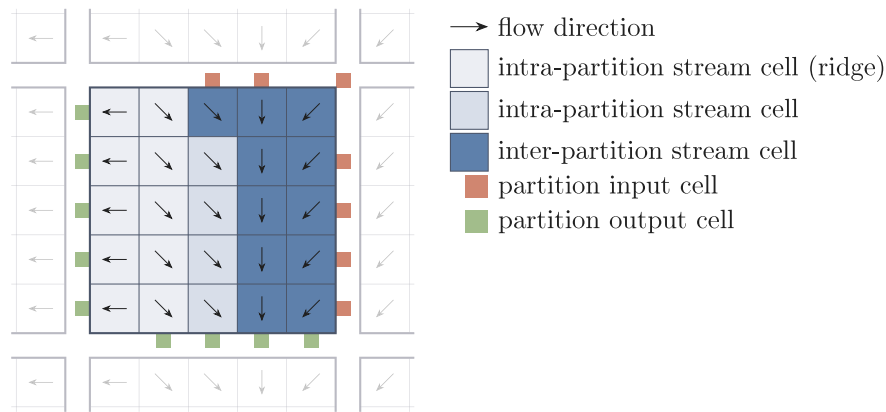 flow direction
intra-partition stream cell (ridge)
intra-partition stream cell
inter-partition stream cell
partition input cell
partition output cell